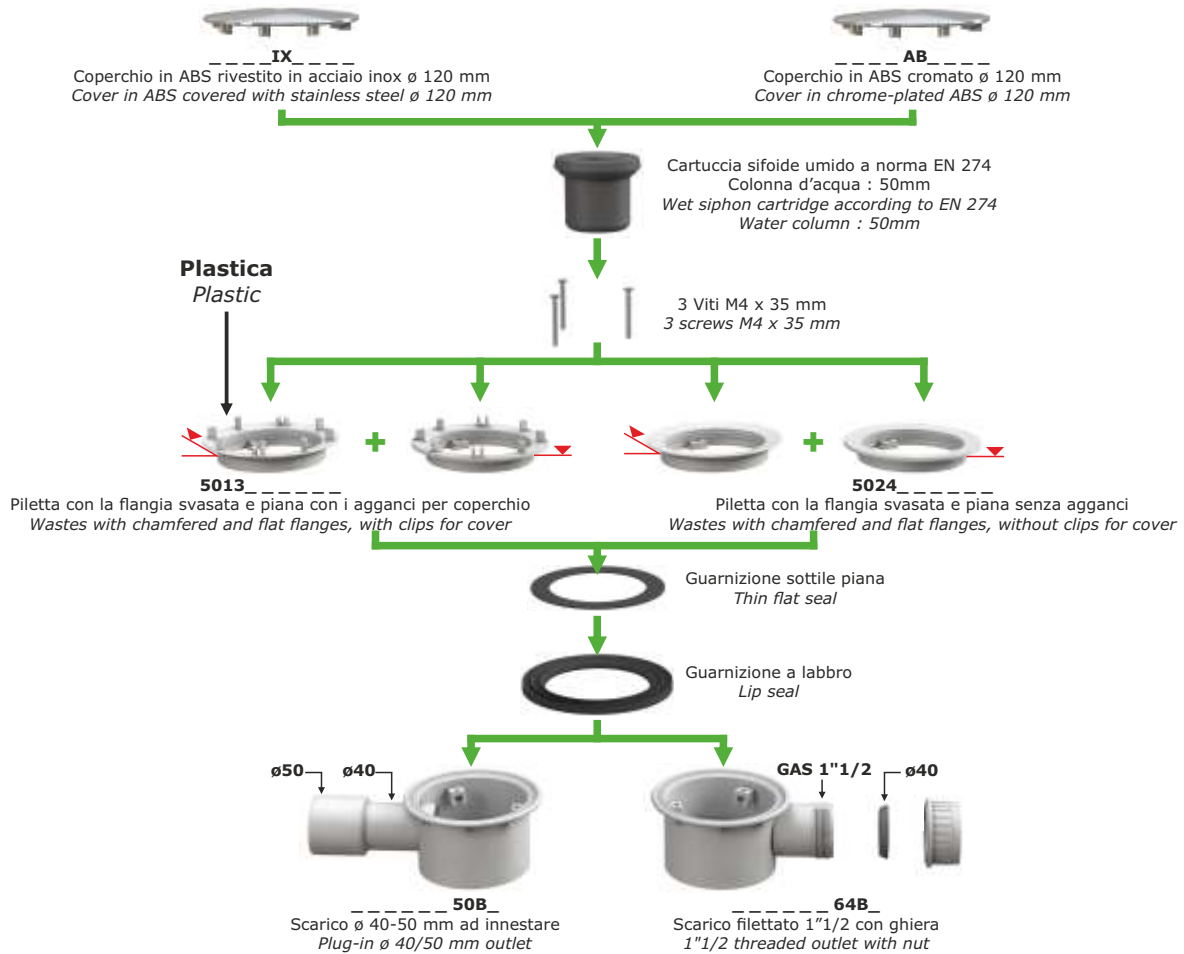 _ _ _ _IX_ _ _ _
Coperchio in ABS rivestito in acciaio inox ø 120 mm
Cover in ABS covered with stainless steel ø 120 mm
_ _ _ _ AB_ _ _ _
Coperchio in ABS cromato ø 120 mm
Cover in chrome-plated ABS ø 120 mm
Cartuccia sifoide umido a norma EN 274
Colonna d'acqua : 50mm
Wet siphon cartridge according to EN 274
Water column : 50mm
Plastica
Plastic
3 Viti M4 x 35 mm
3 screws M4 x 35 mm
5013_ _ _ _ _ _
Piletta con la flangia svasata e piana con i agganci per coperchio
Wastes with chamfered and flat flanges, with clips for cover
5024_ _ _ _ _ _
Piletta con la flangia svasata e piana senza agganci
Wastes with chamfered and flat flanges, without clips for cover
Guarnizione sottile piana
Thin flat seal
Guarnizione a labbro
Lip seal
ø50 ø40
_ _ _ _ _ _ 50B_
Scarico ø 40-50 mm ad innestare
Plug-in ø 40/50 mm outlet
GAS 1"1/2 ø40
_ _ _ _ _ _ 64B_
Scarico filettato 1"1/2 con ghiera
1"1/2 threaded outlet with nut